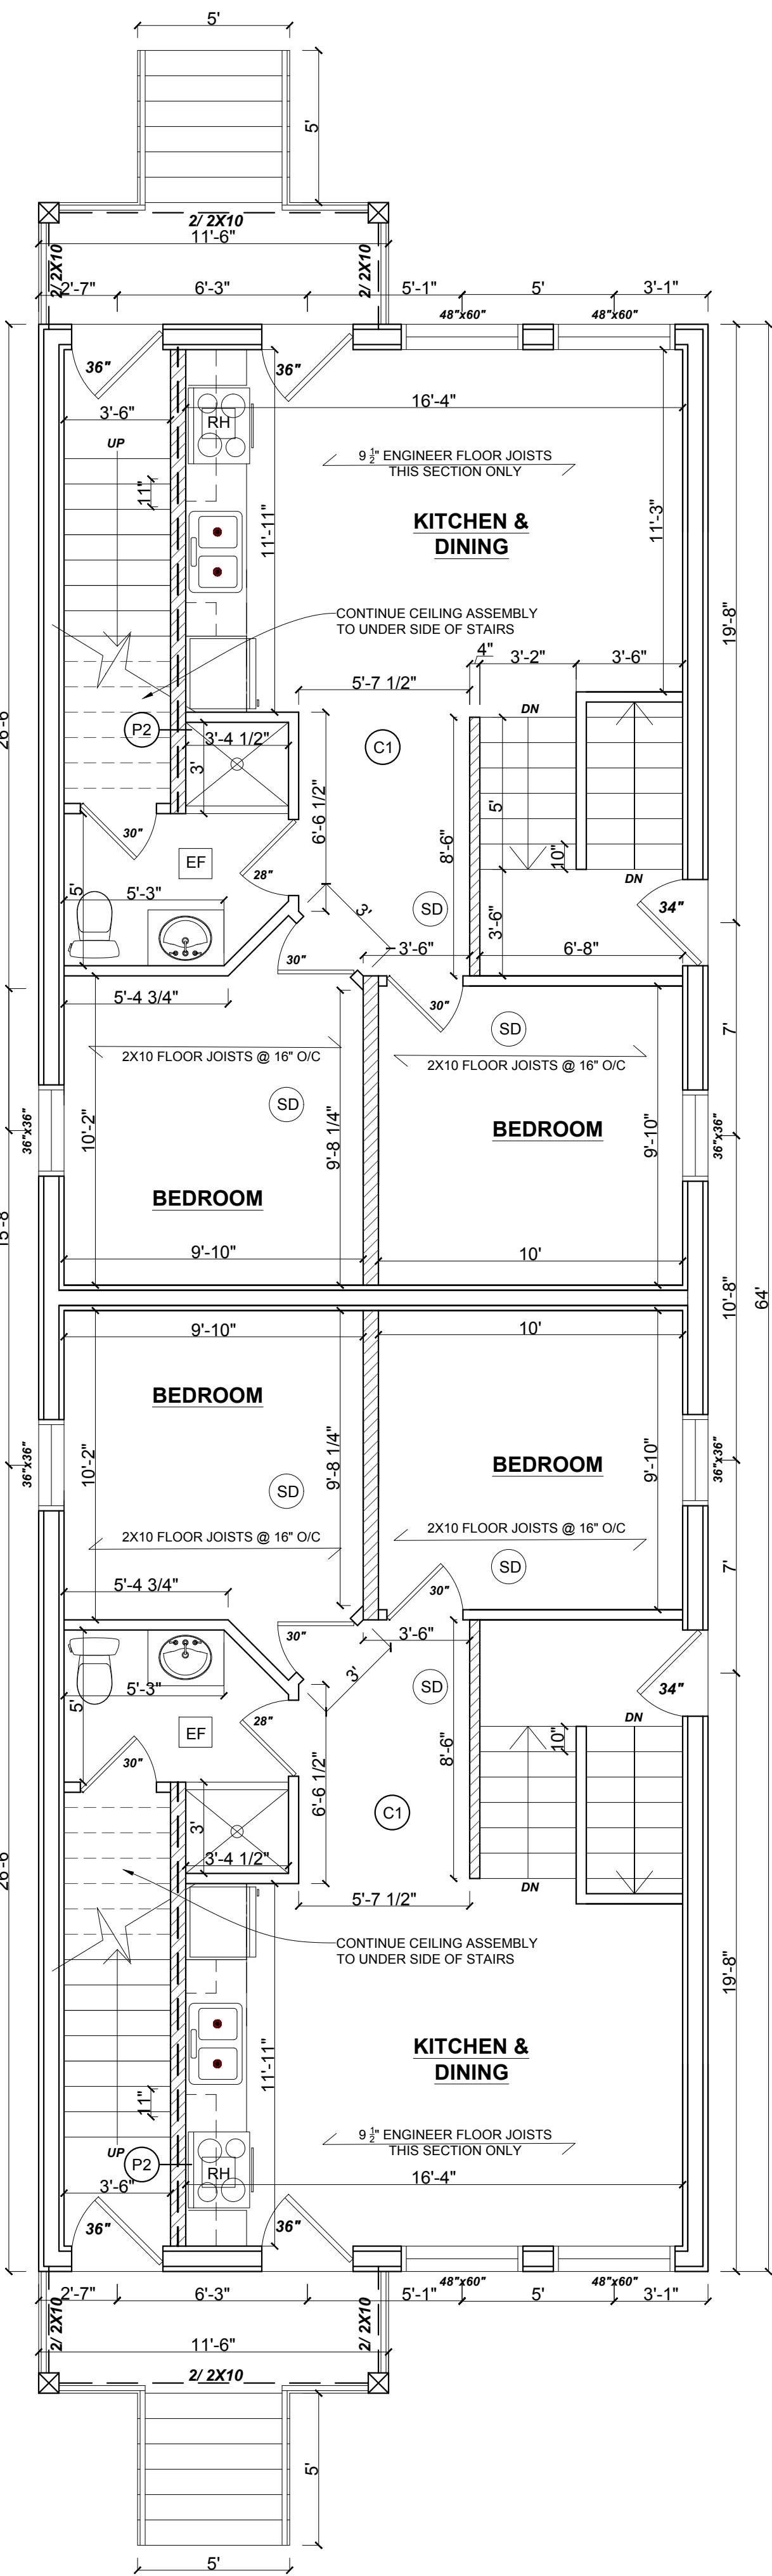 5'
5'
2/ 2X10
11'-6"
2/ 2X10
2/ 2X10
2'-7"
6'-3"
5'-1"
5'
3'-1"
48"x60"
48"x60"
36"
36"
3'-6"
RH
16'-4"
UP
9 1/2" ENGINEER FLOOR JOISTS
THIS SECTION ONLY
11"
11'-11"
KITCHEN &
DINING
11'-3"
CONTINUE CEILING ASSEMBLY
TO UNDER SIDE OF STAIRS
19'-8"
4"
3'-2"
3'-6"
5'-7 1/2"
26'-6
P2
3'-4 1/2"
3'
C1
DN
6'-6 1/2"
8'-6"
5'
10"
30"
EF
28"
DN
5'
5'-3"
3'
SD
3'-6"
34"
3'-6"
6'-8"
30"
5'-4 3/4"
30"
7'
SD
2X10 FLOOR JOISTS @ 16" O/C
2X10 FLOOR JOISTS @ 16" O/C
SD
36"x36"
10'-2"
9'-8 1/4"
BEDROOM
9'-10"
36"x36"
BEDROOM
15'-8
9'-10"
10'
10'-8"
64'
9'-10"
10'
BEDROOM
36"x36"
10'-2"
9'-8 1/4"
BEDROOM
9'-10"
36"x36"
SD
2X10 FLOOR JOISTS @ 16" O/C
2X10 FLOOR JOISTS @ 16" O/C
SD
7'
5'-4 3/4"
30"
30"
3'-6"
3'
5'-3"
5'
SD
34"
EF
28"
DN
30"
10"
8'-6"
6'-6 1/2"
C1
3'
3'-4 1/2"
26'-6
DN
5'-7 1/2"
CONTINUE CEILING ASSEMBLY
TO UNDER SIDE OF STAIRS
19'-8"
KITCHEN &
DINING
11'-11"
11"
9 1/2" ENGINEER FLOOR JOISTS
THIS SECTION ONLY
UP
P2
RH
3'-6"
16'-4"
36"
36"
48"x60"
48"x60"
2'-7"
6'-3"
5'-1"
5'
3'-1"
2/ 2X10
2/ 2X10
11'-6"
2/ 2X10
5'
5'